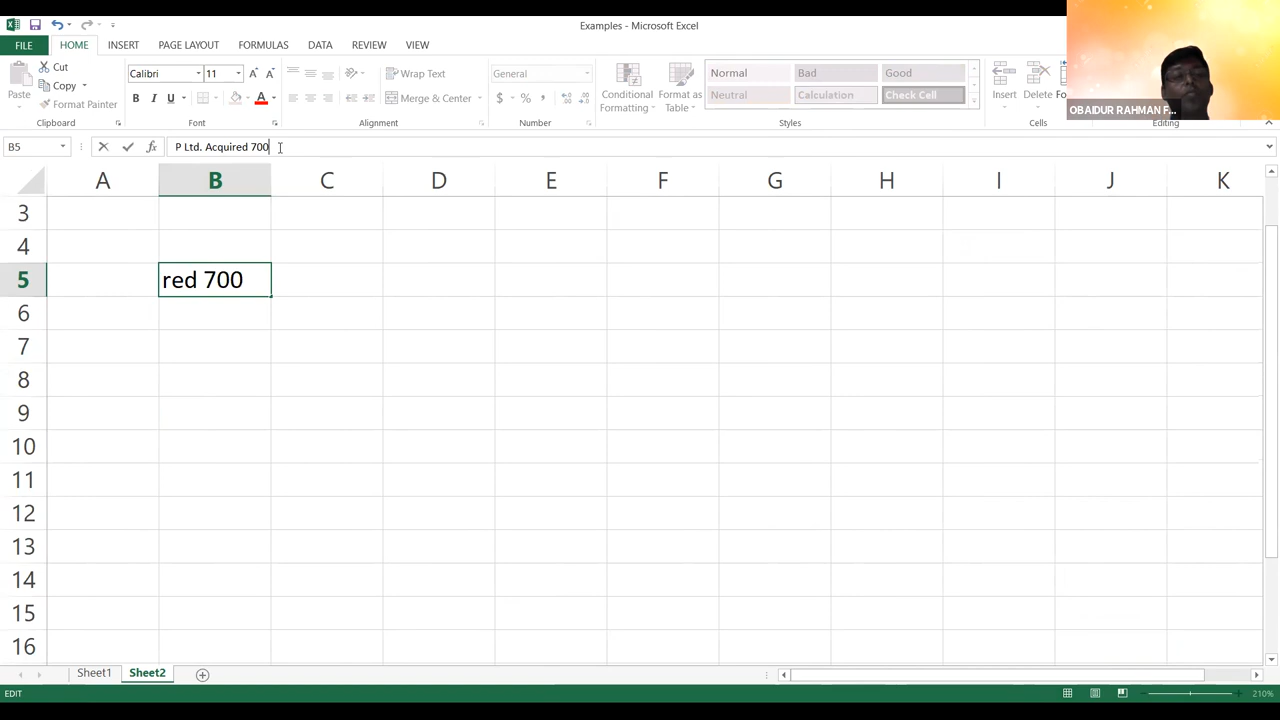 Examples - Microsoft Excel
FILE HOME INSERT PAGE LAYOUT FORMULAS DATA REVIEW VIEW
Paste Cut Copy Format Painter
Calibri 11
B I U A
Wrap Text
Merge & Center
General
$ % ,
Conditional Formatting
Format as Table
Normal Bad Good
Neutral Calculation Check Cell
Insert Delete Fo
Clipboard Font Alignment Number Styles Cells Editing
OBAIDUR RAHMAN F...
B5 fx P Ltd. Acquired 700
A B C D E F G H I J K
3
4
5 red 700
6
7
8
9
10
11
12
13
14
15
16
Sheet1 Sheet2
EDIT 210%